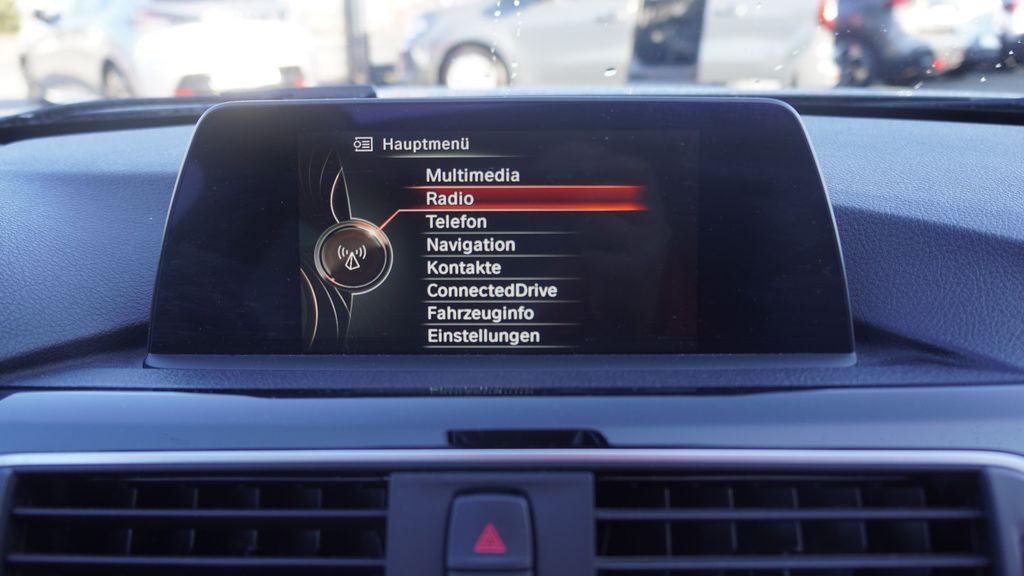 Hauptmenü
Multimedia
Radio
Telefon
Navigation
Kontakte
ConnectedDrive
Fahrzeuginfo
Einstellungen